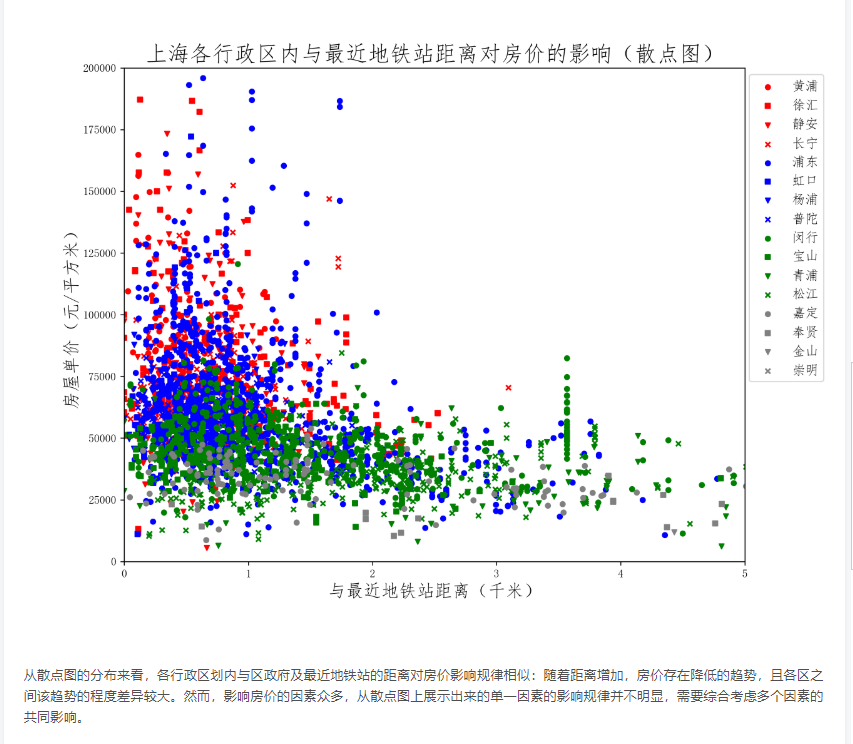 上海各行政区内与最近地铁站距离对房价的影响（散点图）
200000
175000
150000
125000
100000
75000
50000
25000
0
房屋单价（元/平方米）
0 1 2 3 4 5
与最近地铁站距离（千米）
黄浦
徐汇
静安
长宁
浦东
虹口
杨浦
普陀
闵行
宝山
青浦
松江
嘉定
奉贤
金山
崇明
从散点图的分布来看，各行政区划内与区政府及最近地铁站的距离对房价影响规律相似：随着距离增加，房价存在降低的趋势，且各区之
间该趋势的程度差异较大。然而，影响房价的因素众多，从散点图上展示出来的单一因素的影响规律并不明显，需要综合考虑多个因素的
共同影响。